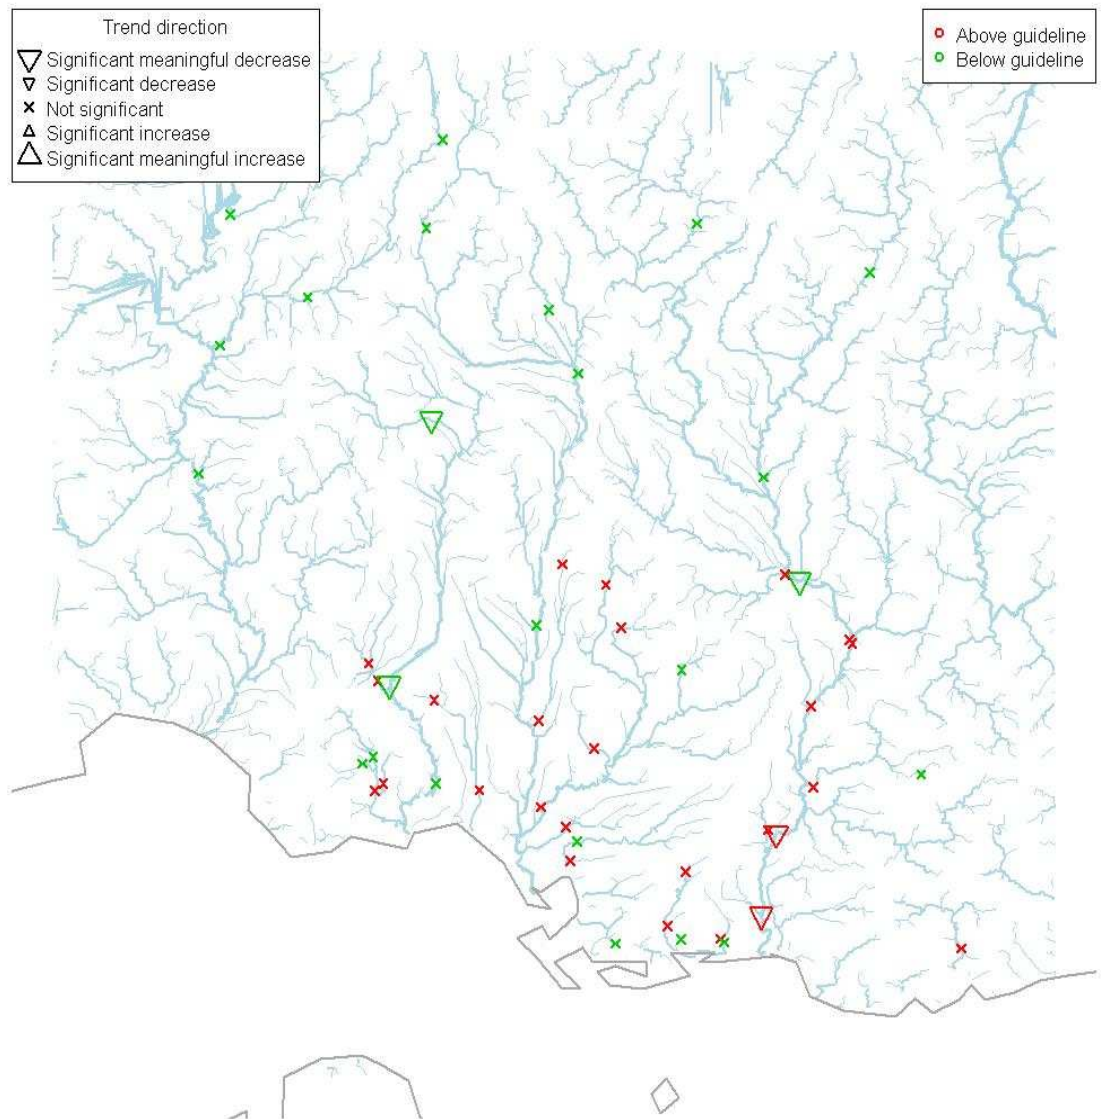 Trend direction
Significant meaningful decrease
Significant decrease
Not significant
Significant increase
Significant meaningful increase
Above guideline
Below guideline